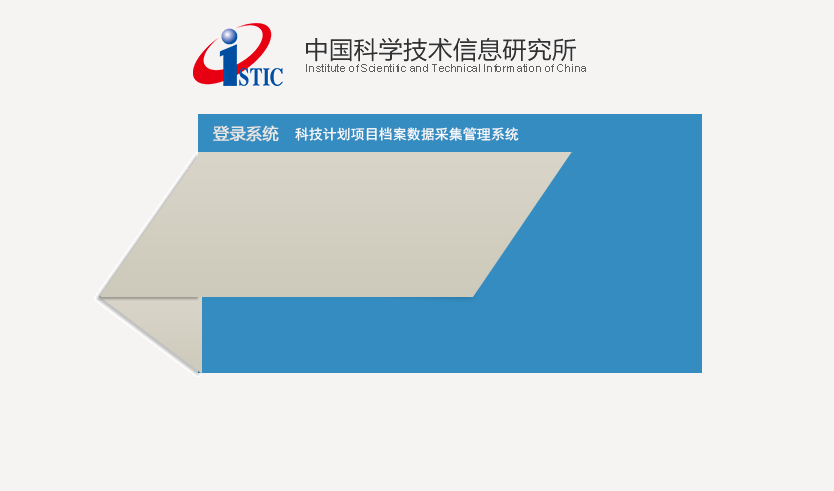 iSTIC
中国科学技术信息研究所
Institute of Scientific and Technical Information of China
登录系统 科技计划项目档案数据采集管理系统